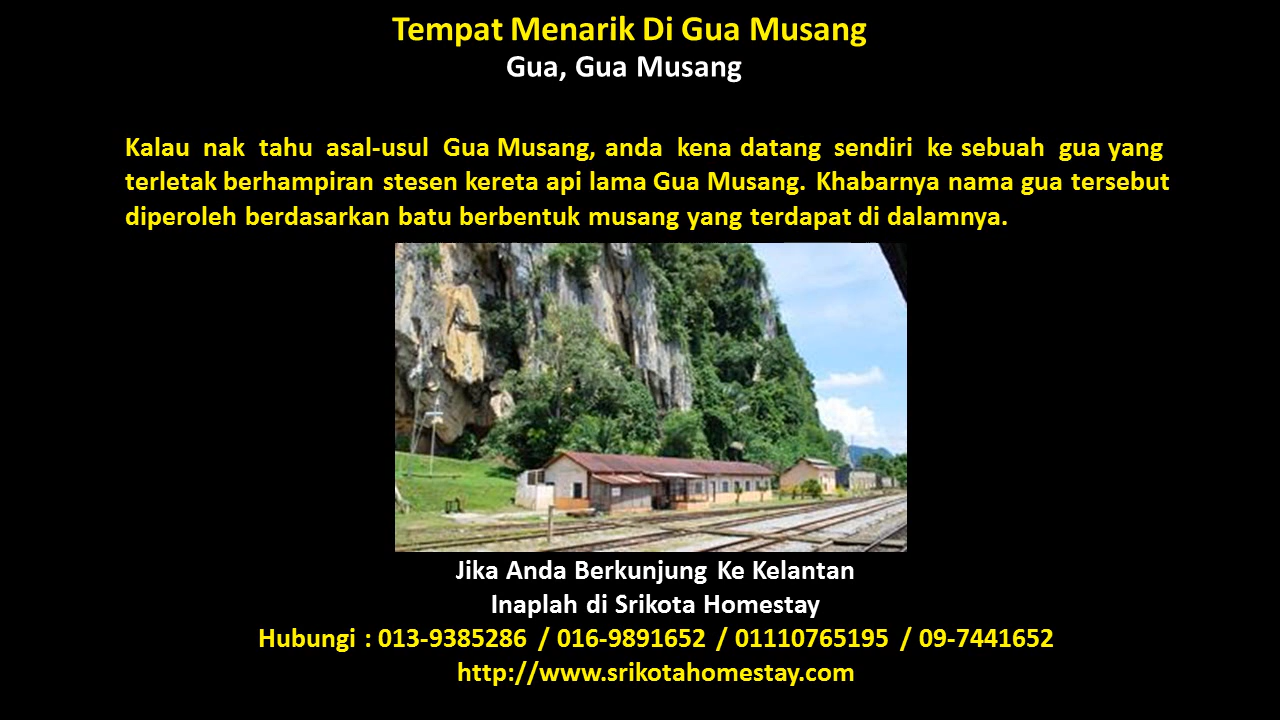 Tempat Menarik Di Gua Musang
Gua, Gua Musang
Kalau nak tahu asal-usul Gua Musang, anda kena datang sendiri ke sebuah gua yang
terletak berhampiran stesen kereta api lama Gua Musang. Khabarnya nama gua tersebut
diperoleh berdasarkan batu berbentuk musang yang terdapat di dalamnya.
Jika Anda Berkunjung Ke Kelantan
Inaplah di Srikota Homestay
Hubungi : 013-9385286 / 016-9891652 / 01110765195 / 09-7441652
http://www.srikotahomestay.com